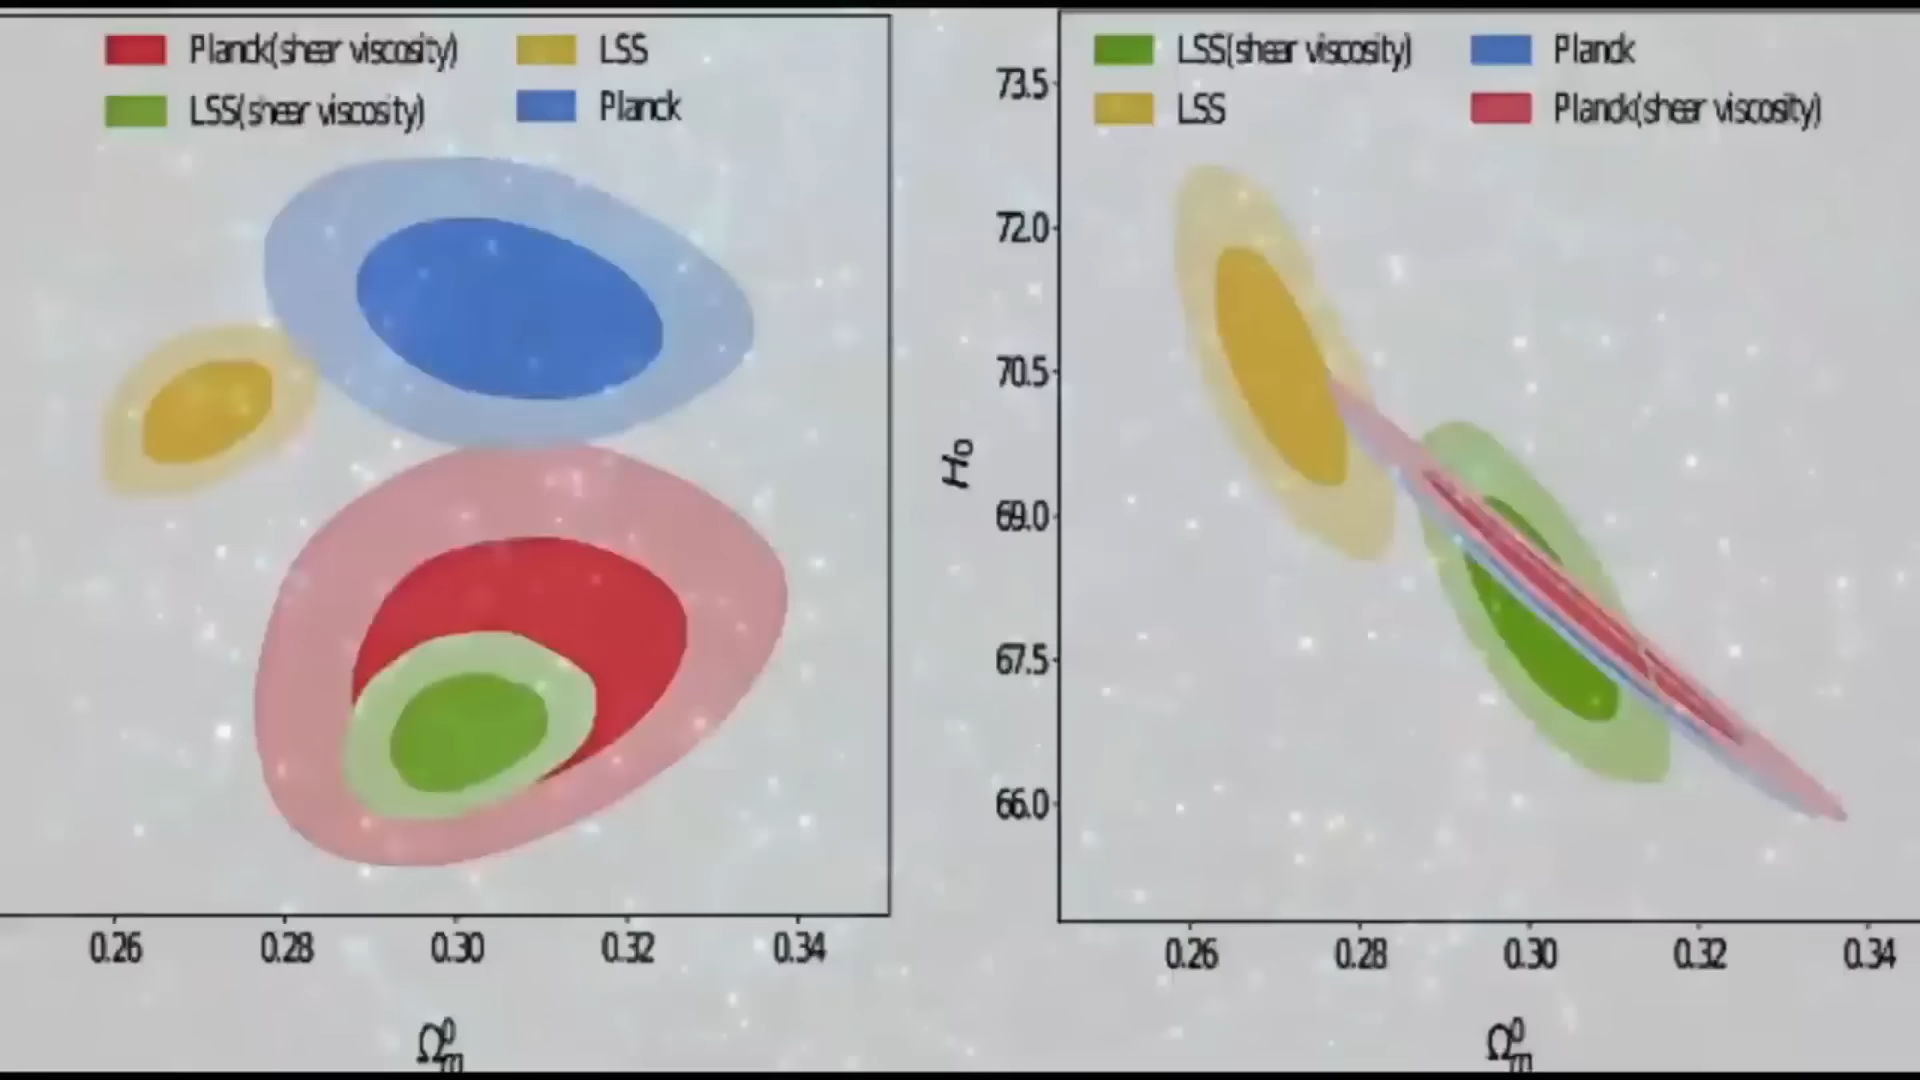 Planck(shear viscosity) LSS
LSS(shear viscosity) Planck
0.26 0.28 0.30 0.32 0.34
Ω⁰m
LSS(shear viscosity) Planck
LSS Planck(shear viscosity)
73.5
72.0
70.5
69.0
67.5
66.0
H₀
0.26 0.28 0.30 0.32 0.34
Ω⁰m